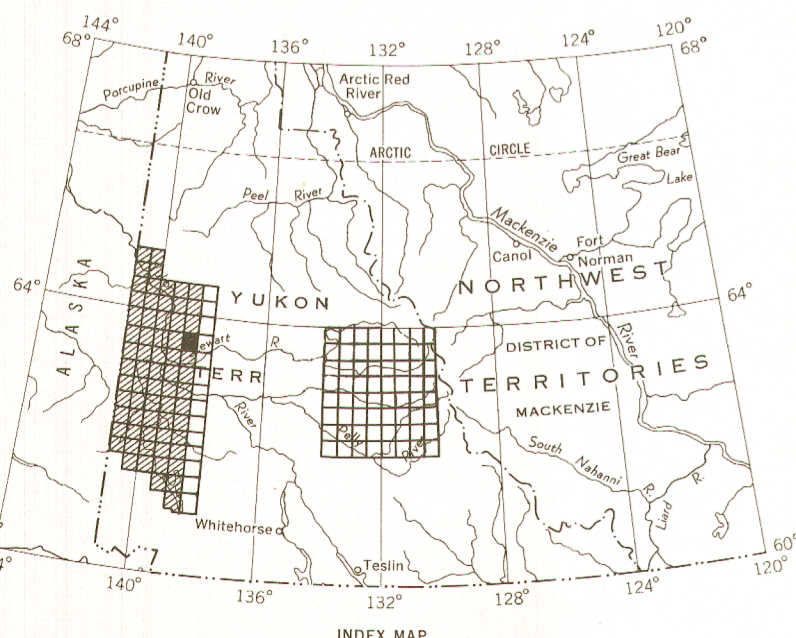 144°
140°
136°
132°
128°
124°
120°
68°
68°
Porcupine River
Old
Crow
Arctic Red
River
ARCTIC CIRCLE
Great Bear
Lake
Peel River
Mackenzie
Canol
Fort
Norman
ALASKA
64°
YUKON
NORTHWEST
64°
ewart R.
DISTRICT OF
River
TERR
TERRITORIES
MACKENZIE
River
Pelly River
South Nahanni R.
Liard R.
Whitehorse
Teslin
60°
4°
140°
136°
132°
128°
124°
120°
INDEX MAP